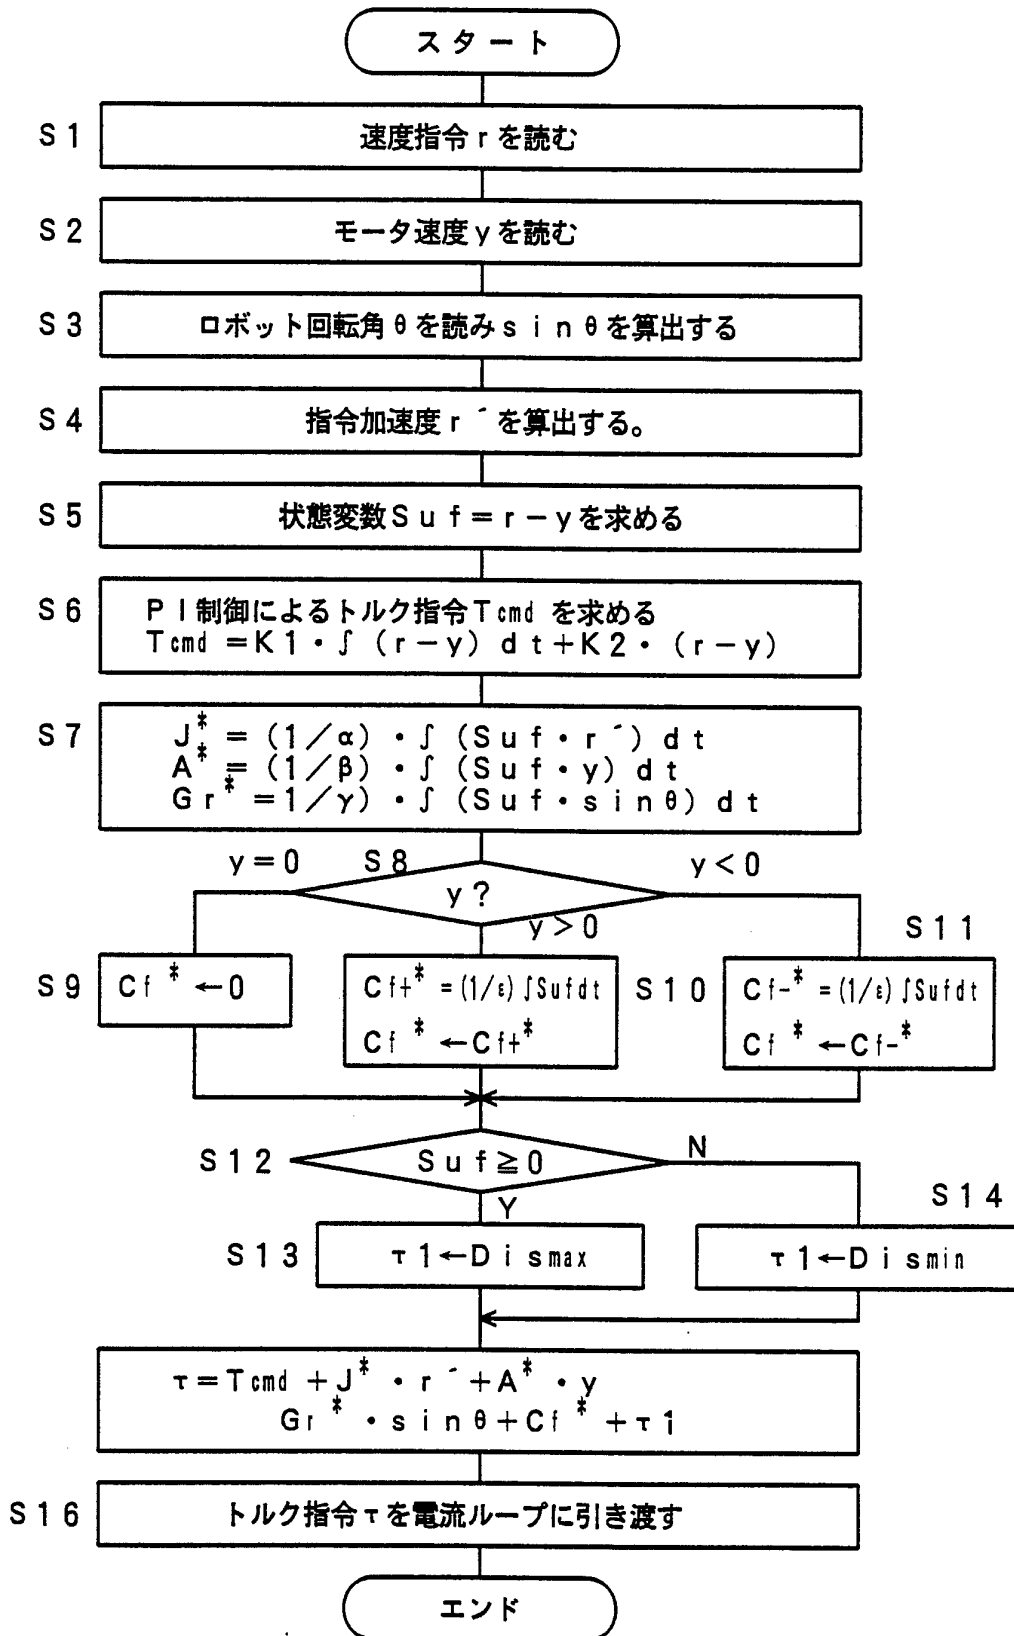 スタート
S1
速度指令rを読む
S2
モータ速度yを読む
S3
ロボット回転角θを読みsinθを算出する
S4
指令加速度r´を算出する。
S5
状態変数Suf=r−yを求める
S6
PI制御によるトルク指令Tcmd を求める
Tcmd =K1・∫(r−y)dt+K2・(r−y)
S7
J* =(1/α)・∫(Suf・r´)dt
A* =(1/β)・∫(Suf・y)dt
Gr* =1/γ)・∫(Suf・sinθ)dt
y=0
S8
y<0
y?
y>0
S11
S9
Cf * ←0
Cf+* =(1/ε)∫Sufdt
Cf * ←Cf+*
S10
Cf-* =(1/ε)∫Sufdt
Cf * ←Cf-*
S12
Suf≧0
N
Y
S14
S13
τ1←Dismax
τ1←Dismin
τ=Tcmd +J* ・r´+A* ・y
Gr* ・sinθ+Cf* +τ1
S16
トルク指令τを電流ループに引き渡す
エンド